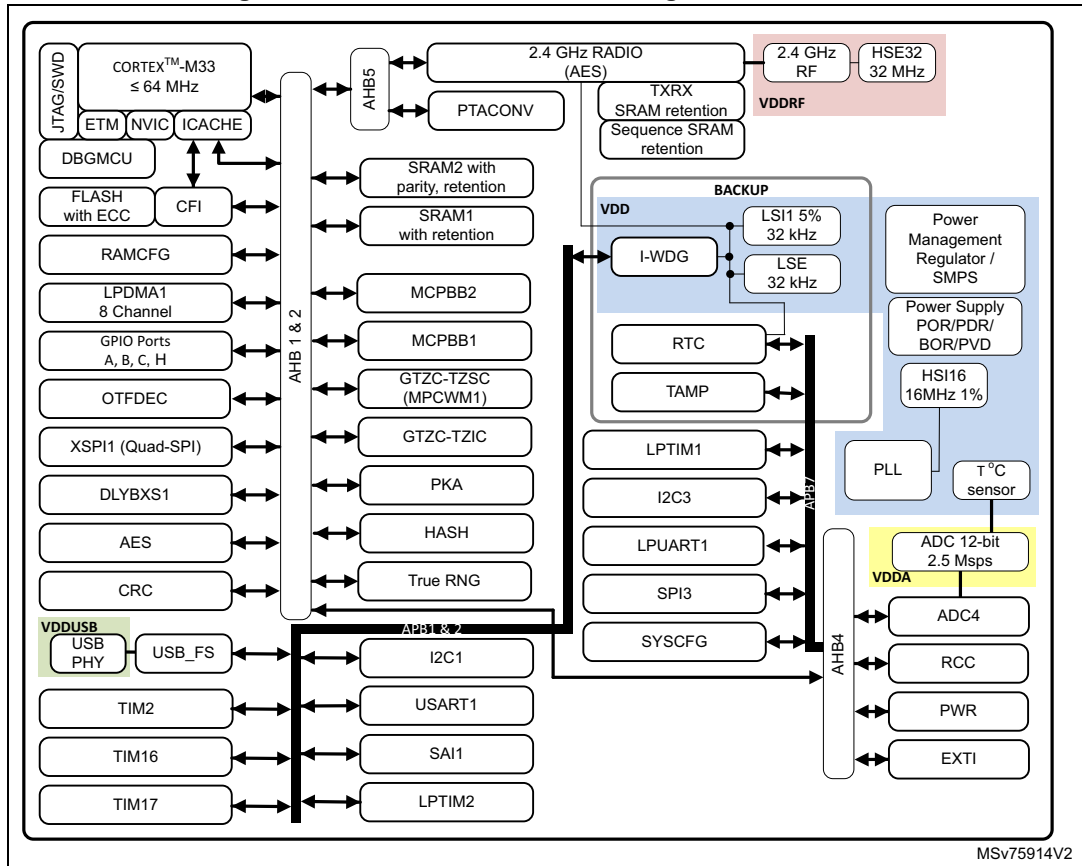 JTAG/SWD
CORTEX™-M33
≤ 64 MHz
ETM
NVIC
ICACHE
DBGMCU
FLASH
with ECC
CFI
RAMCFG
LPDMA1
8 Channel
GPIO Ports
A, B, C, H
OTFDEC
XSPI1 (Quad-SPI)
DLYBXS1
AES
CRC
VDDUSB
USB
PHY
USB_FS
TIM2
TIM16
TIM17
AHB 1 & 2
AHB5
2.4 GHz RADIO
(AES)
PTACONV
TXRX
SRAM retention
Sequence SRAM
retention
2.4 GHz
RF
HSE32
32 MHz
VDDRF
SRAM2 with
parity, retention
SRAM1
with retention
MCPBB2
MCPBB1
GTZC-TZSC
(MPCWM1)
GTZC-TZIC
PKA
HASH
True RNG
APB1 & 2
I2C1
USART1
SAI1
LPTIM2
BACKUP
VDD
LSI1 5%
32 kHz
I-WDG
LSE
32 kHz
RTC
TAMP
LPTIM1
I2C3
LPUART1
SPI3
SYSCFG
APB7
Power
Management
Regulator /
SMPS
Power Supply
POR/PDR/
BOR/PVD
HSI16
16MHz 1%
PLL
T °C
sensor
ADC 12-bit
2.5 Msps
VDDA
AHB4
ADC4
RCC
PWR
EXTI
MSv75914V2